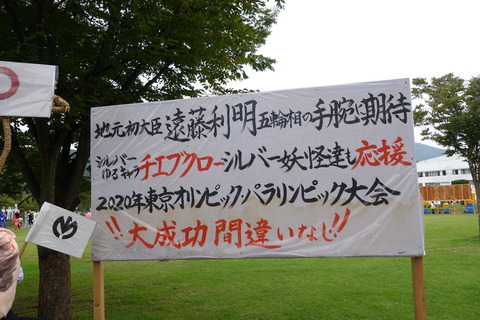 地元初大臣遠藤利明五輪相の手腕に期待
シルバーゆるキャラチエブクローシルバー妖怪達も応援
2020年東京オリンピック・パラリンピック大会
!!大成功間違いなし!!